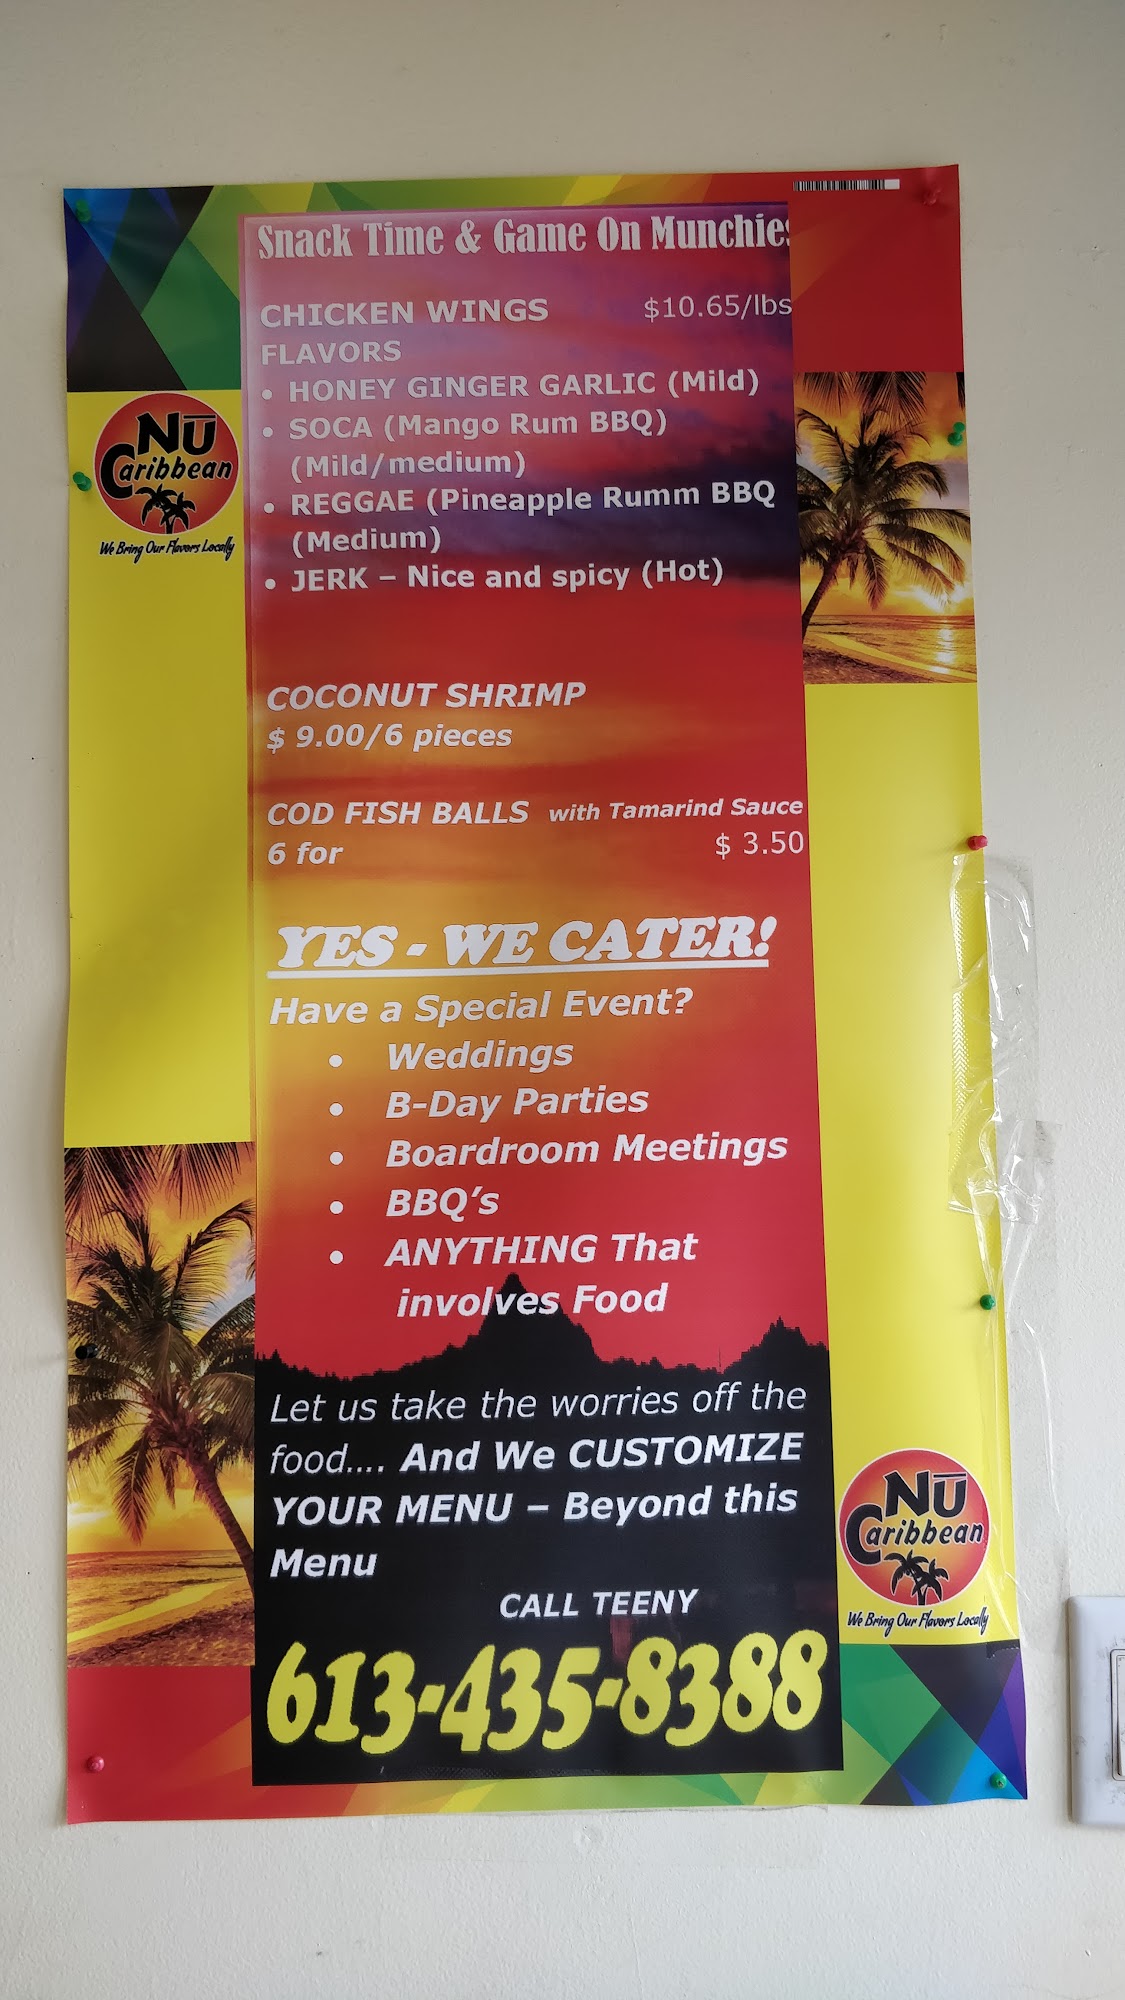 Snack Time & Game On Munchies
CHICKEN WINGS $10.65/lbs
FLAVORS
• HONEY GINGER GARLIC (Mild)
• SOCA (Mango Rum BBQ)
(Mild/medium)
• REGGAE (Pineapple Rumm BBQ
(Medium)
• JERK – Nice and spicy (Hot)
NŪ
Caribbean
We Bring Our Flavors Locally
COCONUT SHRIMP
$ 9.00/6 pieces
COD FISH BALLS with Tamarind Sauce
6 for $ 3.50
YES - WE CATER!
Have a Special Event?
• Weddings
• B-Day Parties
• Boardroom Meetings
• BBQ's
• ANYTHING That
involves Food
Let us take the worries off the
food.... And We CUSTOMIZE
YOUR MENU – Beyond this
Menu
CALL TEENY
613-435-8388
NŪ
Caribbean
We Bring Our Flavors Locally